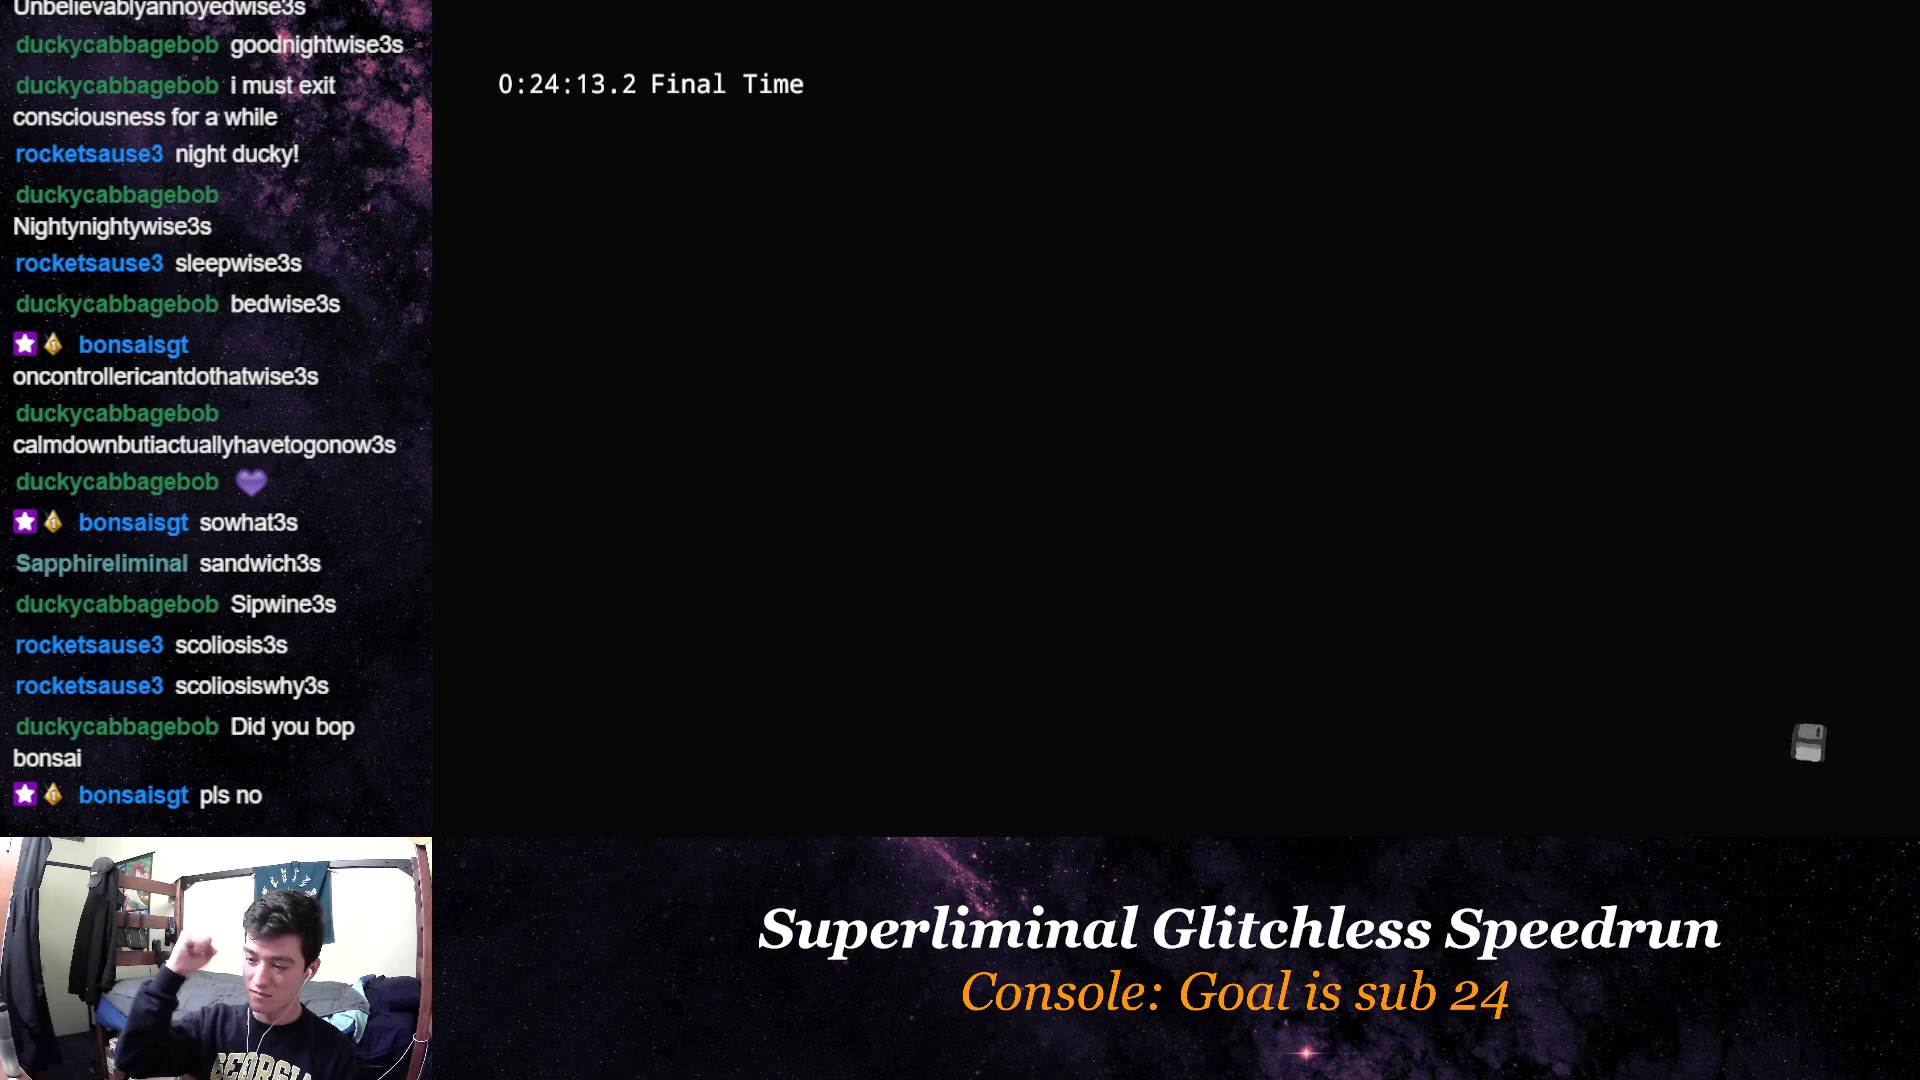 Unbelievablyannoyedwise3s
duckycabbagebob goodnightwise3s
duckycabbagebob i must exit
consciousness for a while
rocketsause3 night ducky!
duckycabbagebob
Nightynightywise3s
rocketsause3 sleepwise3s
duckycabbagebob bedwise3s
bonsaisgt
oncontrollericantdothatwise3s
duckycabbagebob
calmdownbutiactuallyhavetogonow3s
duckycabbagebob
bonsaisgt sowhat3s
Sapphireliminal sandwich3s
duckycabbagebob Sipwine3s
rocketsause3 scoliosis3s
rocketsause3 scoliosiswhy3s
duckycabbagebob Did you bop
bonsai
bonsaisgt pls no
0:24:13.2 Final Time
Superliminal Glitchless Speedrun
Console: Goal is sub 24